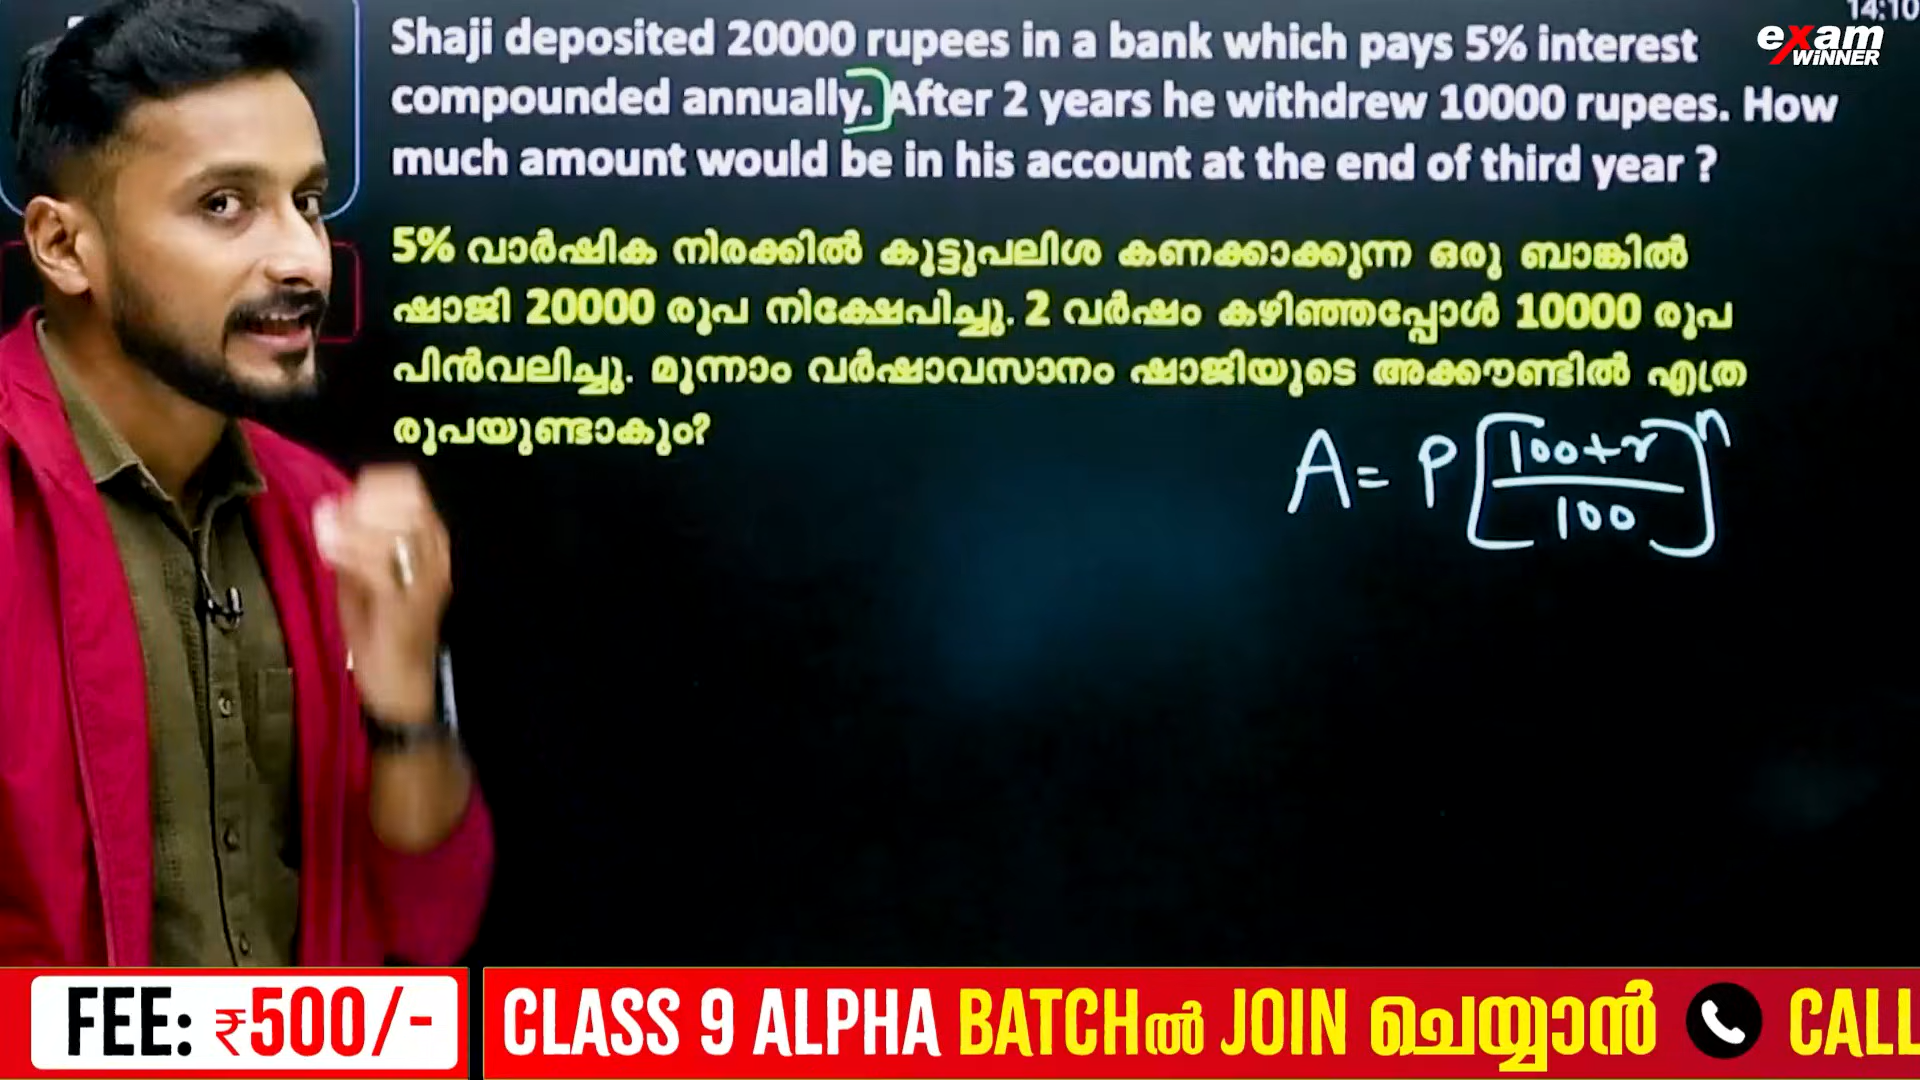 14:10
exam
WiNNER
Shaji deposited 20000 rupees in a bank which pays 5% interest
compounded annually. After 2 years he withdrew 10000 rupees. How
much amount would be in his account at the end of third year ?
5% വാർഷിക നിരക്കിൽ കൂട്ടുപലിശ കണക്കാക്കുന്ന ഒരു ബാങ്കിൽ
ഷാജി 20000 രൂപ നിക്ഷേപിച്ചു. 2 വർഷം കഴിഞ്ഞപ്പോൾ 10000 രൂപ
പിൻവലിച്ചു. മൂന്നാം വർഷാവസാനം ഷാജിയുടെ അക്കൗണ്ടിൽ എത്ര
രൂപയുണ്ടാകും?
A = P [100+r / 100]^n
FEE: ₹500/-
CLASS 9 ALPHA BATCHൽ JOIN ചെയ്യാൻ CALL